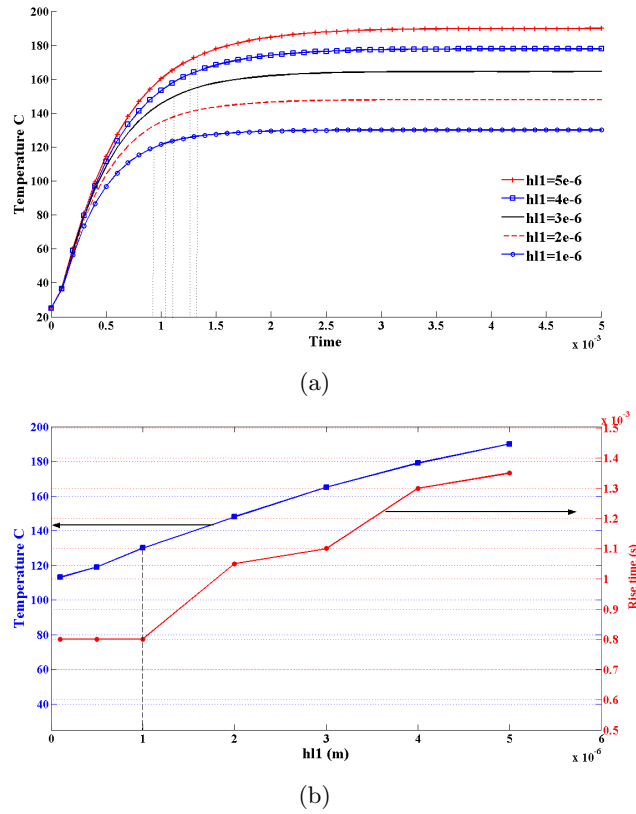 200
180
160
140
120
100
80
60
40
20
Temperature C
hl1=5e-6
hl1=4e-6
hl1=3e-6
hl1=2e-6
hl1=1e-6
0 0.5 1 1.5 2 2.5 3 3.5 4 4.5 5
Time
x 10⁻³
(a)
200
180
160
140
120
100
80
60
40
Temperature C
x 10⁻³
1.5
1.4
1.3
1.2
1.1
1
0.9
0.8
0.7
0.6
0.5
Rise time (s)
0 1 2 3 4 5 6
hl1 (m)
x 10⁻⁶
(b)